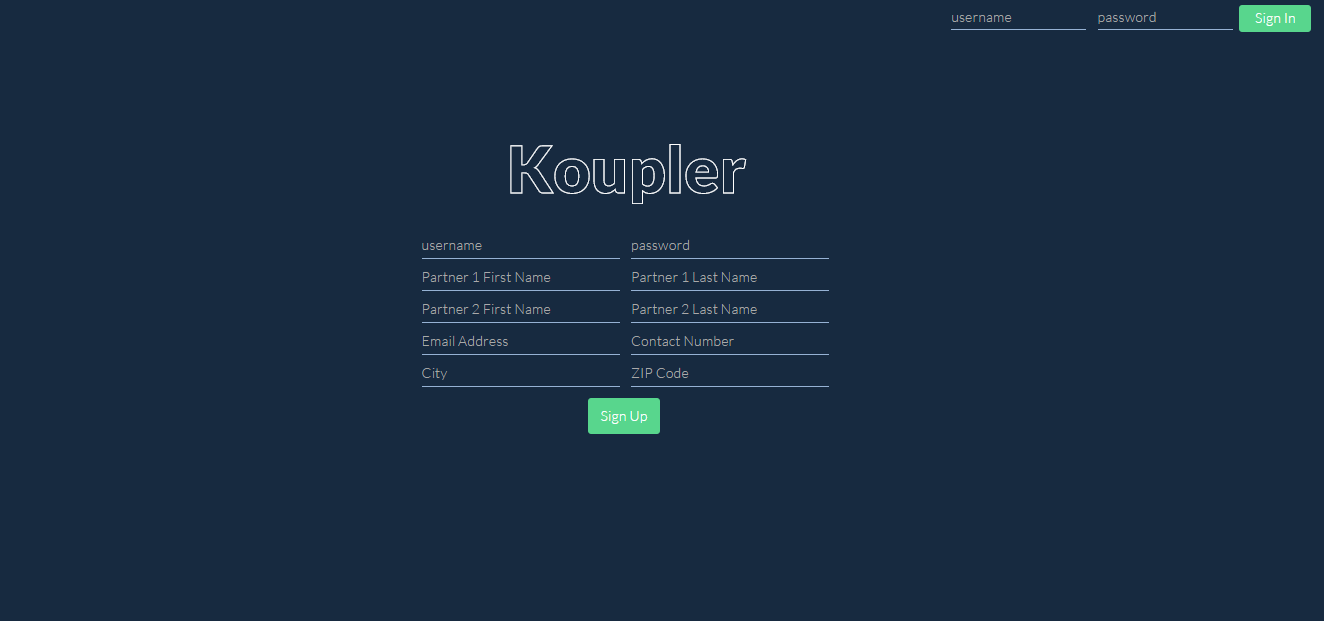 username password Sign In
Koupler
username password
Partner 1 First Name Partner 1 Last Name
Partner 2 First Name Partner 2 Last Name
Email Address Contact Number
City ZIP Code
Sign Up